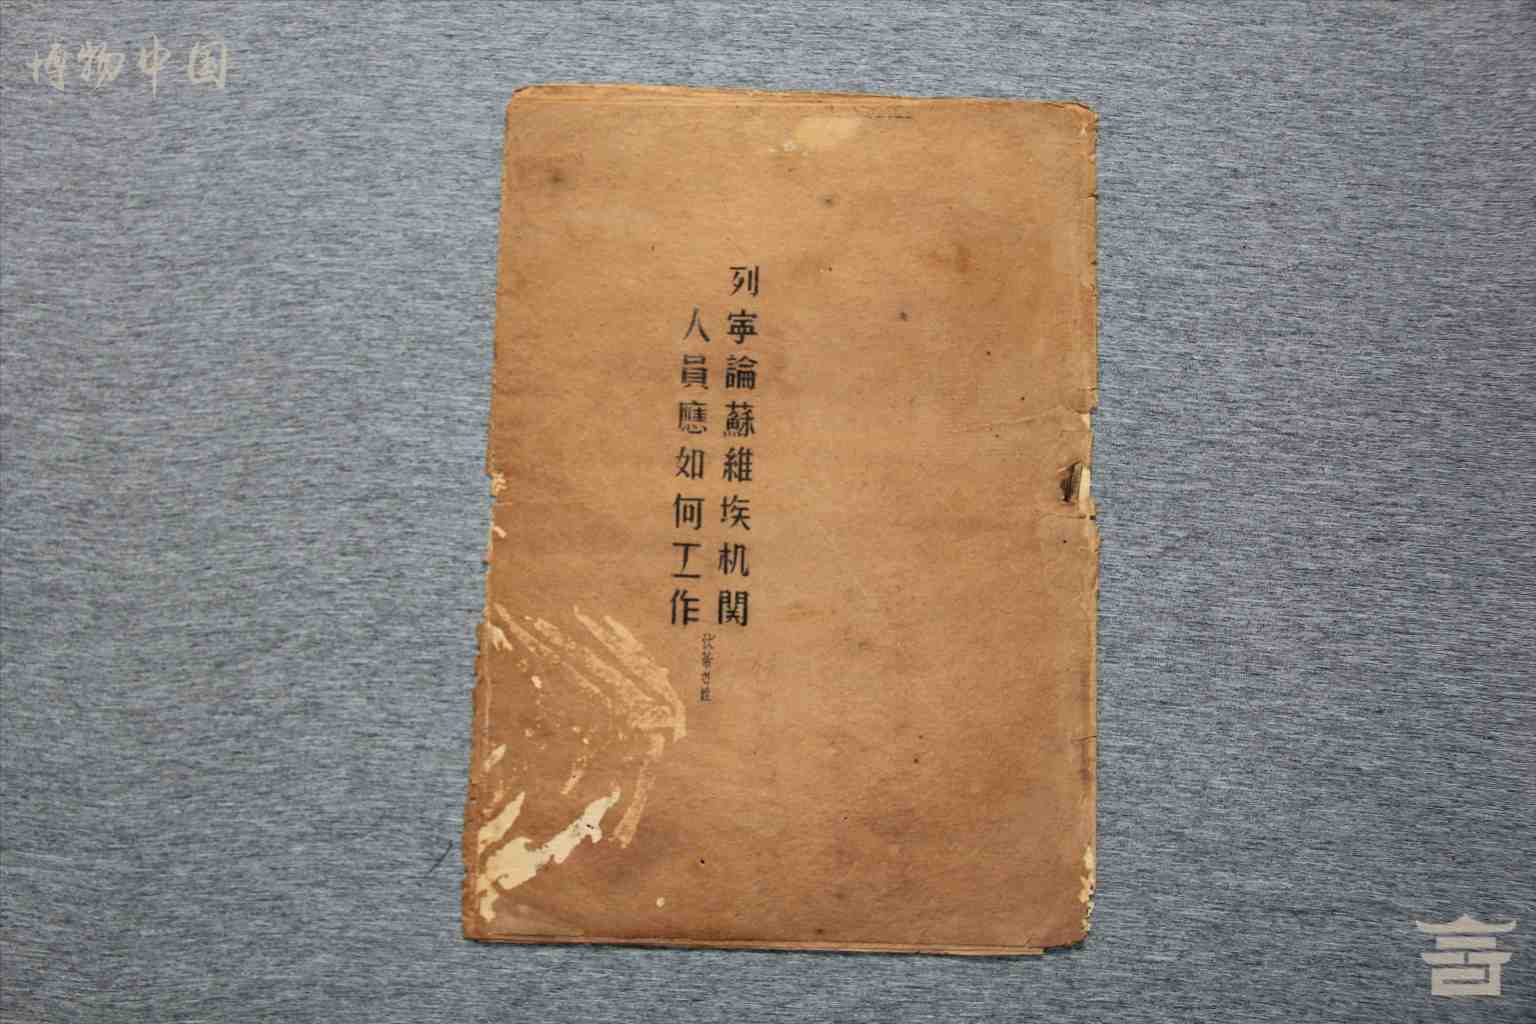 博物中国
列寧論蘇維埃机関
人員應如何工作